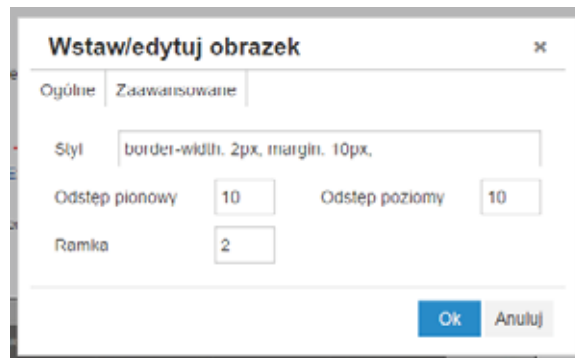 Wstaw/edytuj obrazek ×
Ogólne Zaawansowane
Styl border-width: 2px; margin: 10px;
Odstęp pionowy 10 Odstęp poziomy 10
Ramka 2
Ok Anuluj